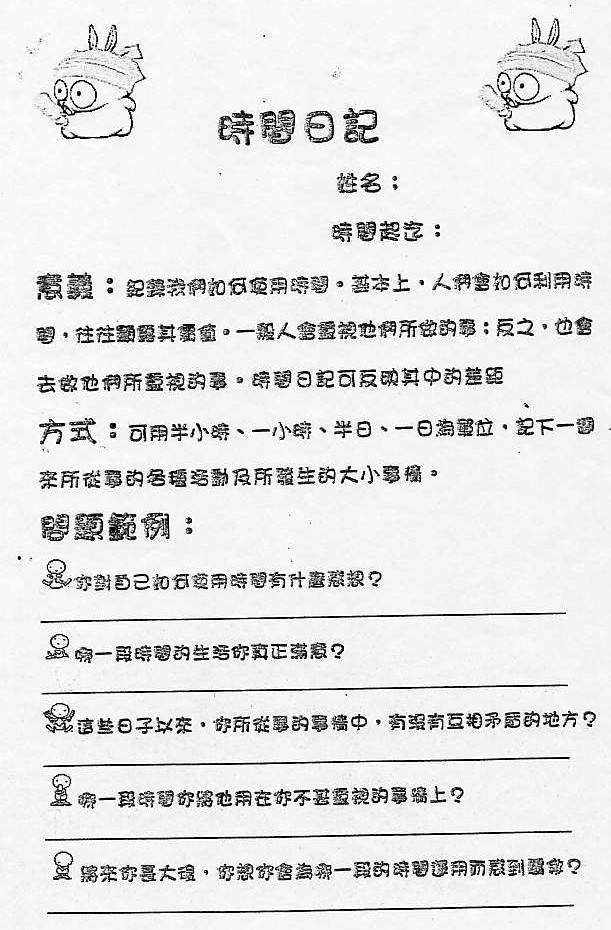 時間日記
姓名：
時間起迄：
意義：紀錄我們如何使用時間。基本上，人們會如何利用時
間，往往顯露其價值。一般人會重視他們所做的事；反之，也會
去做他們所重視的事。時間日記可反映其中的差距
方式：可用半小時、一小時、半日、一日為單位，記下一週
來所從事的各種活動及所發生的大小事情。
問題範例：
你對自己如何使用時間有什麼感想？
哪一段時間的生活你真正滿意？
這些日子以來，你所從事的事情中，有沒有互相矛盾的地方？
哪一段時間你將他用在你不甚重視的事情上？
將來你長大後，你想你會為哪一段的時間運用而感到驕傲？